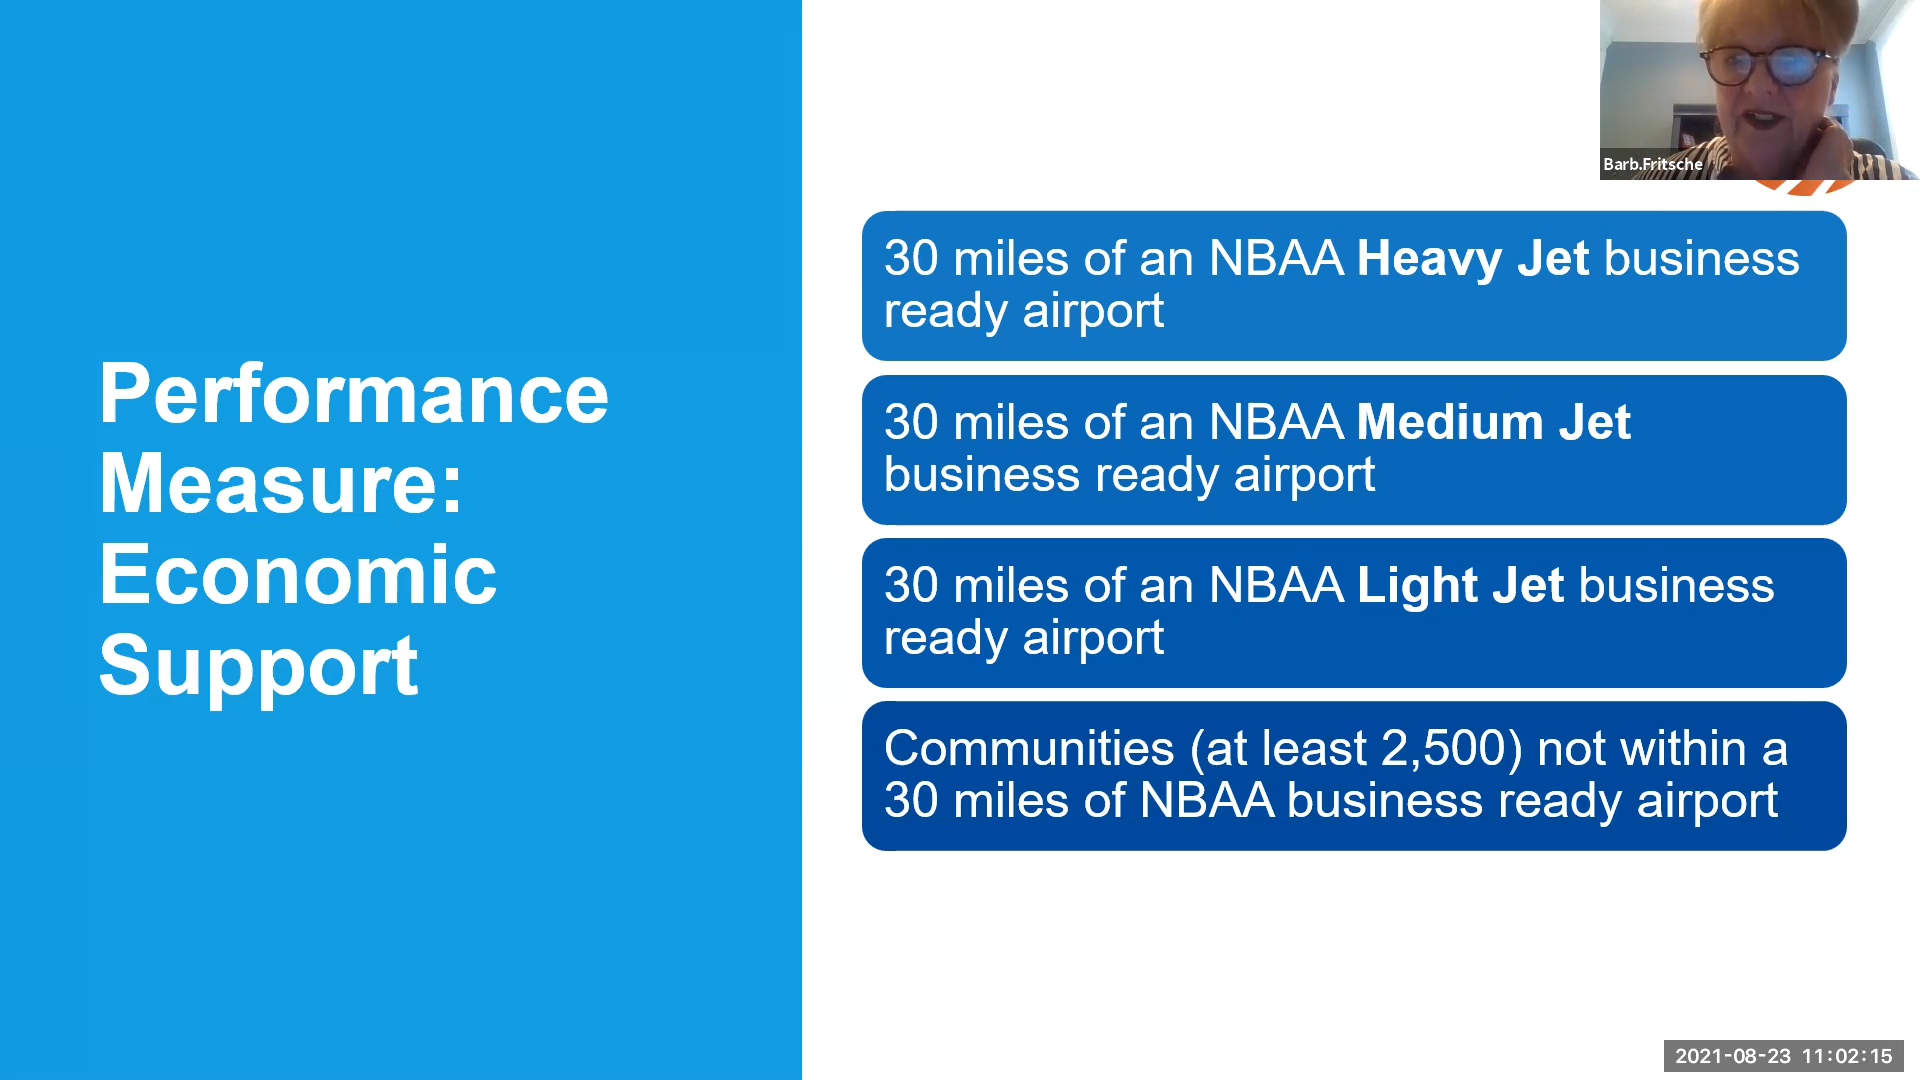 Performance
Measure:
Economic
Support
Barb.Fritsche
30 miles of an NBAA Heavy Jet business
ready airport
30 miles of an NBAA Medium Jet
business ready airport
30 miles of an NBAA Light Jet business
ready airport
Communities (at least 2,500) not within a
30 miles of NBAA business ready airport
2021-08-23 11:02:15